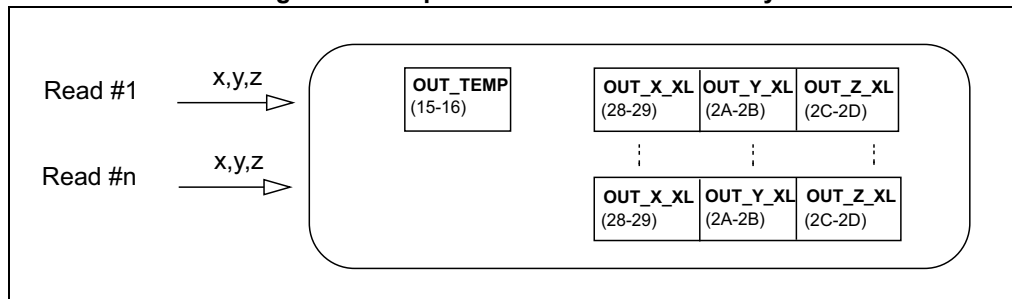 Read #1
x,y,z
OUT_TEMP
(15-16)
OUT_X_XL OUT_Y_XL OUT_Z_XL
(28-29) (2A-2B) (2C-2D)
Read #n
x,y,z
OUT_X_XL OUT_Y_XL OUT_Z_XL
(28-29) (2A-2B) (2C-2D)